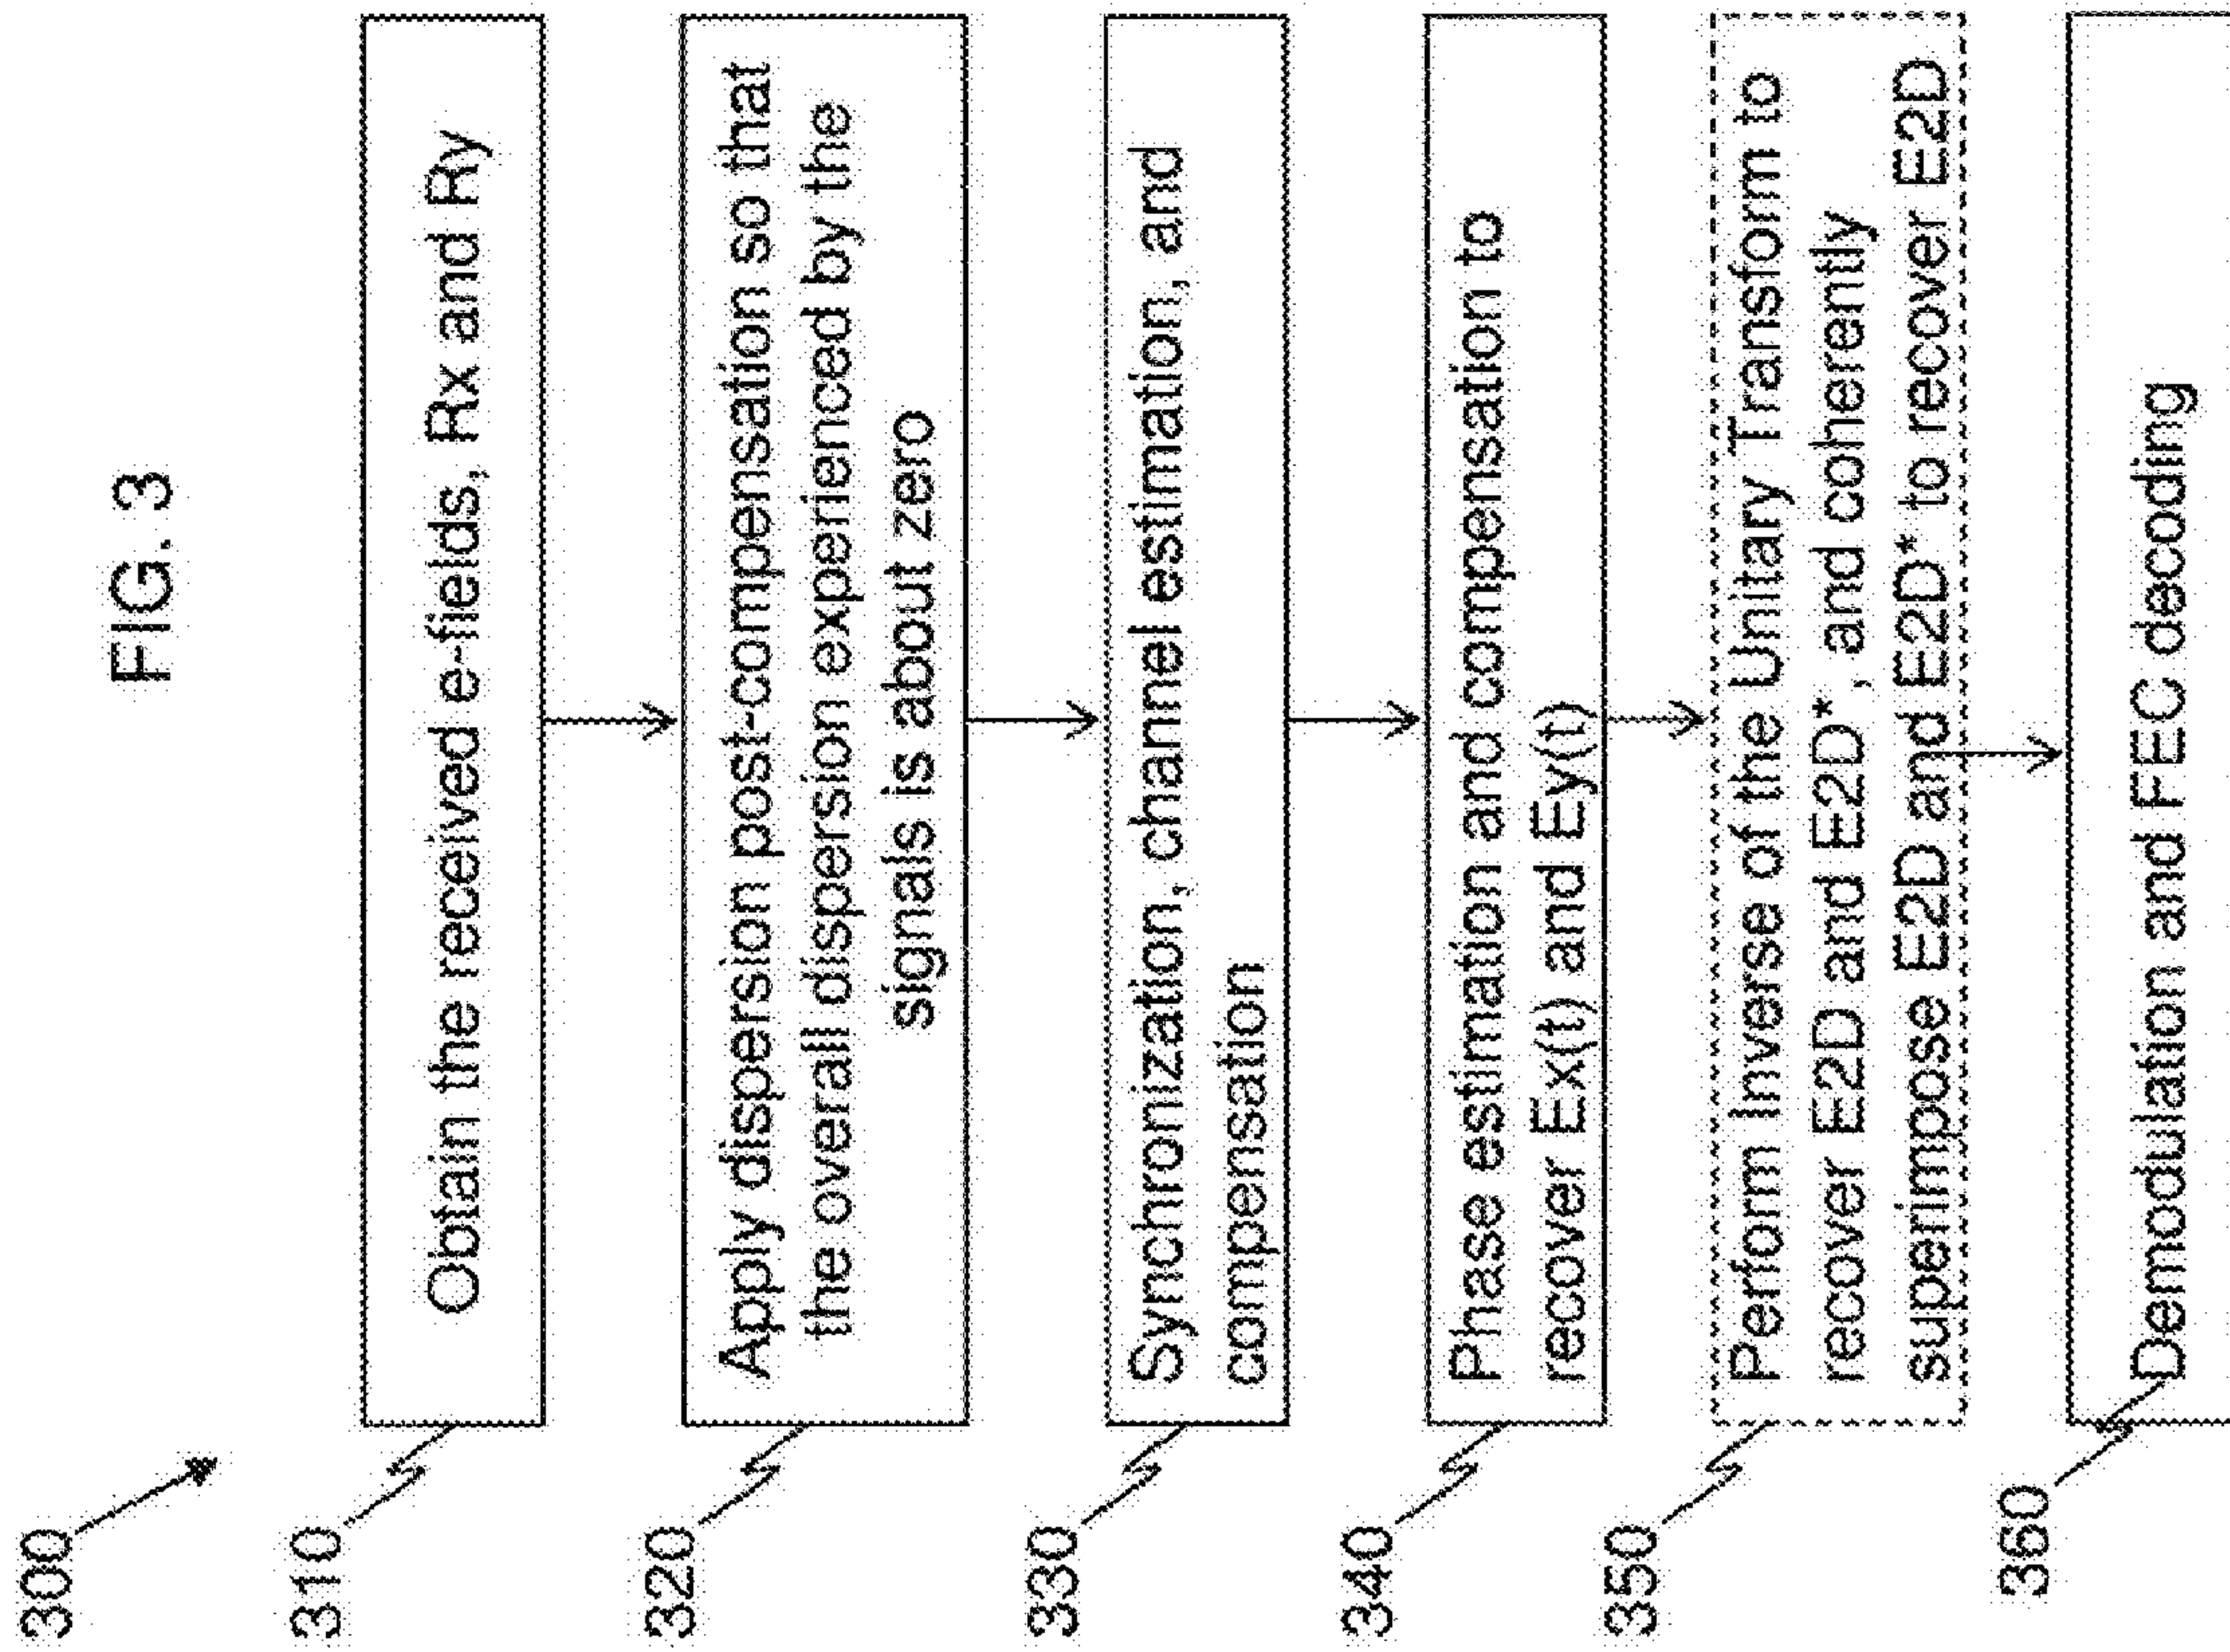 FIG. 3
300
310
Obtain the received e-fields, Rx and Ry
320
Apply dispersion post-compensation so that
the overall dispersion experienced by the
signals is about zero
330
Synchronization, channel estimation, and
compensation
340
Phase estimation and compensation to
recover Ex(t) and Ey(t)
350
Perform Inverse of the Unitary Transform to
recover E2D and E2D*, and coherently
superimpose E2D and E2D* to recover E2D
360
Demodulation and FEC decoding